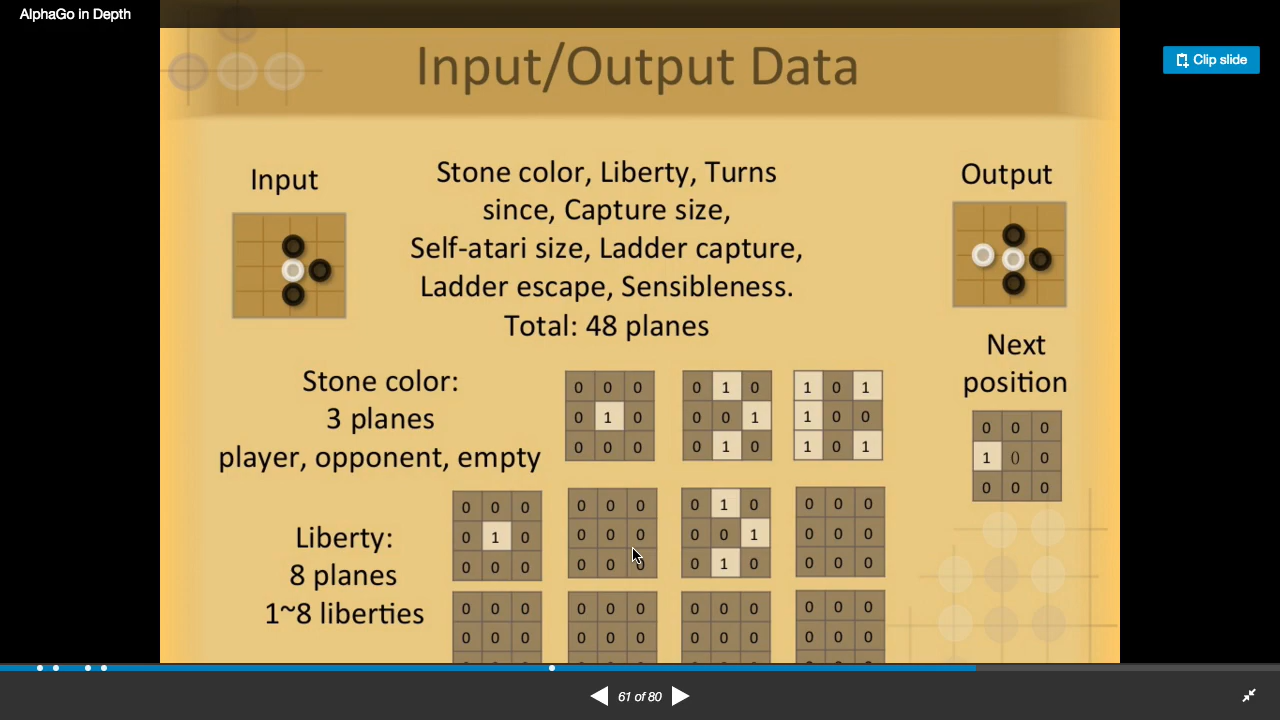 AlphaGo in Depth
Clip slide
Input/Output Data
Input
Stone color, Liberty, Turns
since, Capture size,
Self-atari size, Ladder capture,
Ladder escape, Sensibleness.
Total: 48 planes
Output
Next
position
0 0 0
1 () 0
0 0 0
Stone color:
3 planes
player, opponent, empty
0 0 0 0 1 0 1 0 1
0 1 0 0 0 1 1 0 0
0 0 0 0 1 0 1 0 1
Liberty:
8 planes
1~8 liberties
0 0 0 0 0 0 0 1 0 0 0 0
0 1 0 0 0 0 0 0 1 0 0 0
0 0 0 0 0 0 0 1 0 0 0 0
0 0 0 0 0 0 0 0 0 0 0 0
0 0 0 0 0 0 0 0 0 0 0 0
61 of 80